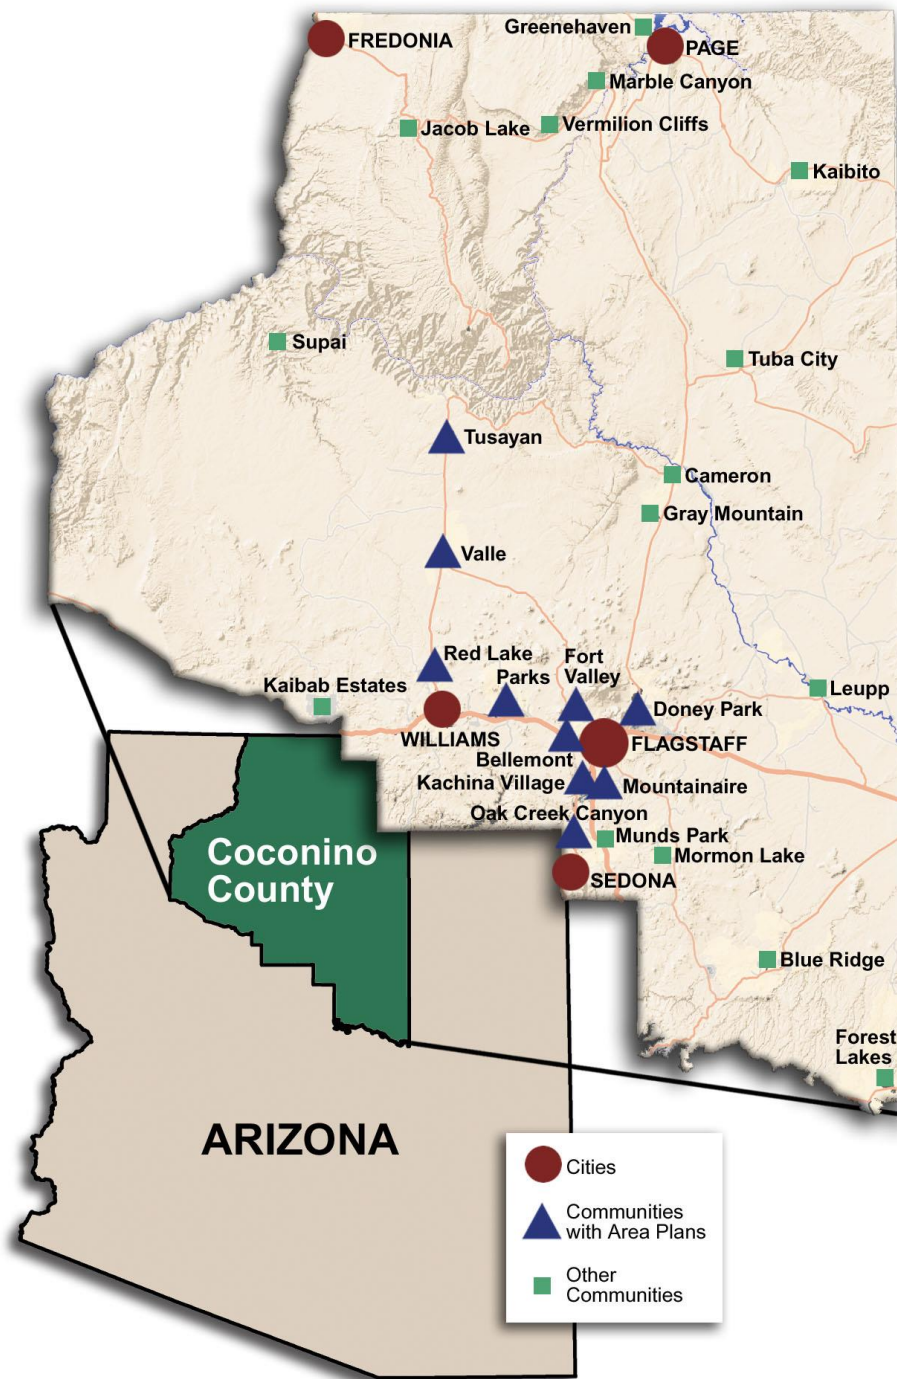 Greenehaven
FREDONIA
PAGE
Marble Canyon
Jacob Lake
Vermilion Cliffs
Kaibito
Supai
Tuba City
Tusayan
Cameron
Gray Mountain
Valle
Red Lake
Fort
Valley
Parks
Kaibab Estates
Leupp
Doney Park
WILLIAMS
FLAGSTAFF
Bellemont
Kachina Village
Mountainaire
Oak Creek Canyon
Munds Park
Mormon Lake
SEDONA
Coconino
County
Blue Ridge
Forest
Lakes
ARIZONA
Cities
Communities
with Area Plans
Other
Communities